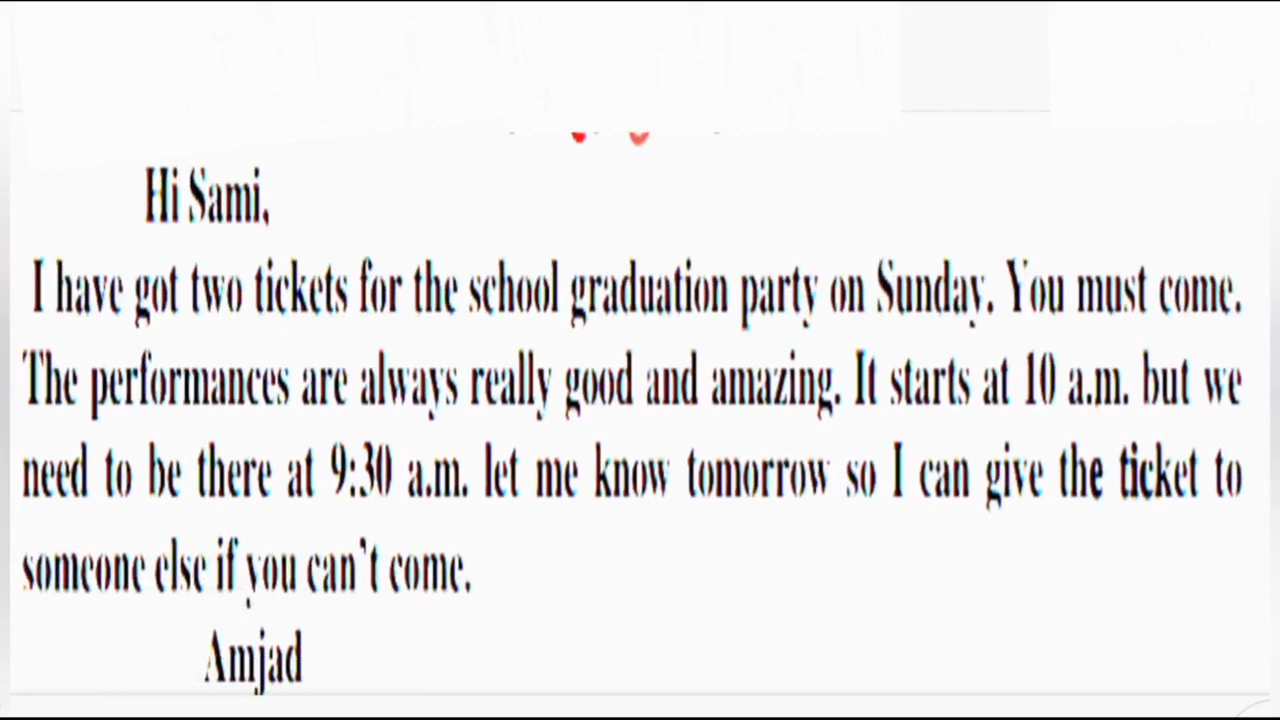 Hi Sami,
I have got two tickets for the school graduation party on Sunday. You must come.
The performances are always really good and amazing. It starts at 10 a.m. but we
need to be there at 9:30 a.m. let me know tomorrow so I can give the ticket to
someone else if you can't come.
Amjad